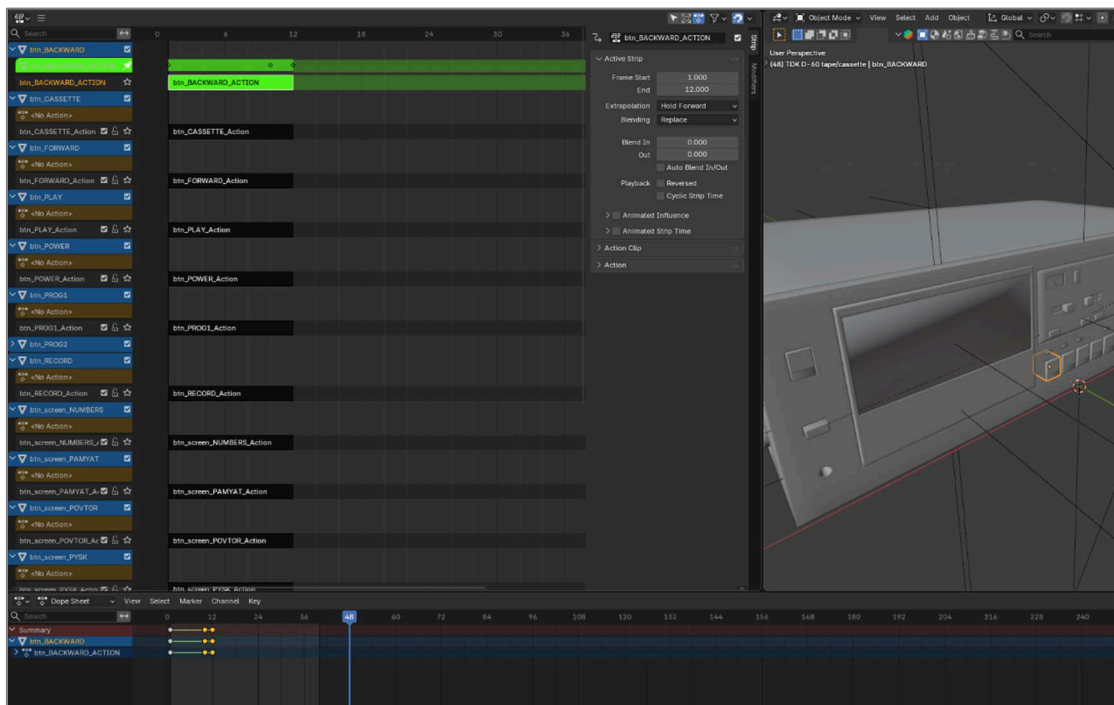 Search
0 6 12 18 24 30 36
btn_BACKWARD
btn_BACKWARD_ACTION
btn_BACKWARD_ACTION
btn_CASSETTE
<No Action>
btn_CASSETTE_Action
btn_CASSETTE_Action
btn_FORWARD
<No Action>
btn_FORWARD_Action
btn_FORWARD_Action
btn_PLAY
<No Action>
btn_PLAY_Action
btn_PLAY_Action
btn_POWER
<No Action>
btn_POWER_Action
btn_POWER_Action
btn_PROG1
<No Action>
btn_PROG1_Action
btn_PROG1_Action
btn_PROG2
btn_RECORD
<No Action>
btn_RECORD_Action
btn_RECORD_Action
btn_screen_NUMBERS
<No Action>
btn_screen_NUMBERS_
btn_screen_NUMBERS_Action
btn_screen_PAMYAT
<No Action>
btn_screen_PAMYAT_A
btn_screen_PAMYAT_Action
btn_screen_POVTOR
<No Action>
btn_screen_POVTOR_Ac
btn_screen_POVTOR_Action
btn_screen_PYSK
<No Action>
btn_screen_PYSK_Action
btn_BACKWARD_ACTION
Strip
Modifiers
Active Strip
Frame Start 1.000
End 12.000
Extrapolation Hold Forward
Blending Replace
Blend In 0.000
Out 0.000
Auto Blend In/Out
Playback Reversed
Cyclic Strip Time
Animated Influence
Animated Strip Time
Action Clip
Action
Object Mode View Select Add Object Global
Search
User Perspective
(48) TDK D-60 tape/cassette | btn_BACKWARD
Dope Sheet View Select Marker Channel Key
Search
0 12 24 36 48 60 72 84 96 108 120 132 144 156 168 180 192 204 216 228 240
Summary
btn_BACKWARD
btn_BACKWARD_ACTION